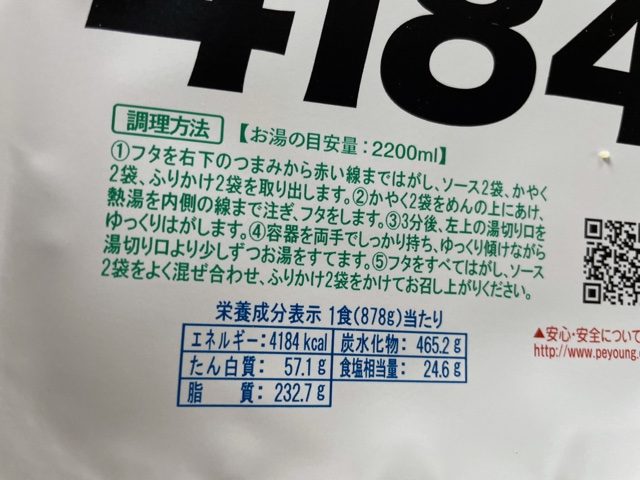 4184
調理方法 【お湯の目安量:2200ml】
①フタを右下のつまみから赤い線まではがし、ソース2袋、かやく
2袋、ふりかけ2袋を取り出します。②かやく2袋をめんの上にあけ、
熱湯を内側の線まで注ぎ、フタをします。③3分後、左上の湯切り口を
ゆっくりはがします。④容器を両手でしっかり持ち、ゆっくり傾けながら
湯切り口より少しずつお湯をすてます。⑤フタをすべてはがし、ソース
2袋をよく混ぜ合わせ、ふりかけ2袋をかけてお召し上がりください。
栄養成分表示 1食(878g)当たり
エネルギー:4184kcal 炭水化物:465.2g
たん白質:57.1g 食塩相当量:24.6g
脂質:232.7g
▲安心・安全について
http://www.peyoung.